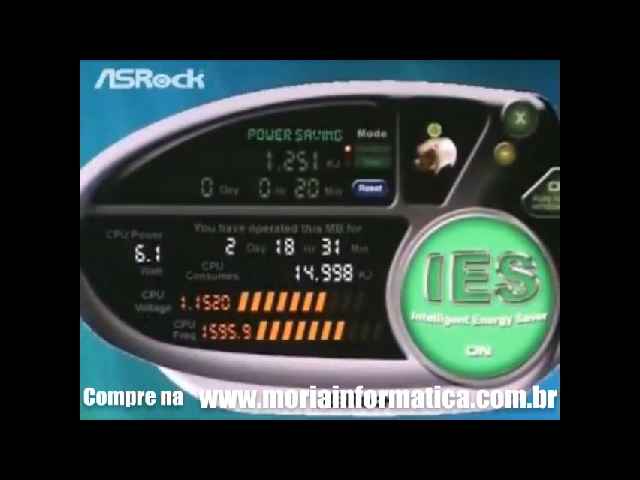 ASRock
POWER SAVING Mode
1.251 KJ
0 Day 0 Hr 20 Min Reset
You have operated this MB for
CPU Power 2 Day 18 Hr 31 Min
6.1
Watt
CPU
Consumes 14.998 KJ
CPU
Voltage 1.1520
CPU
Freq 1595.9
X
IES
Intelligent Energy Saver
ON
Compre na www.moriainformatica.com.br